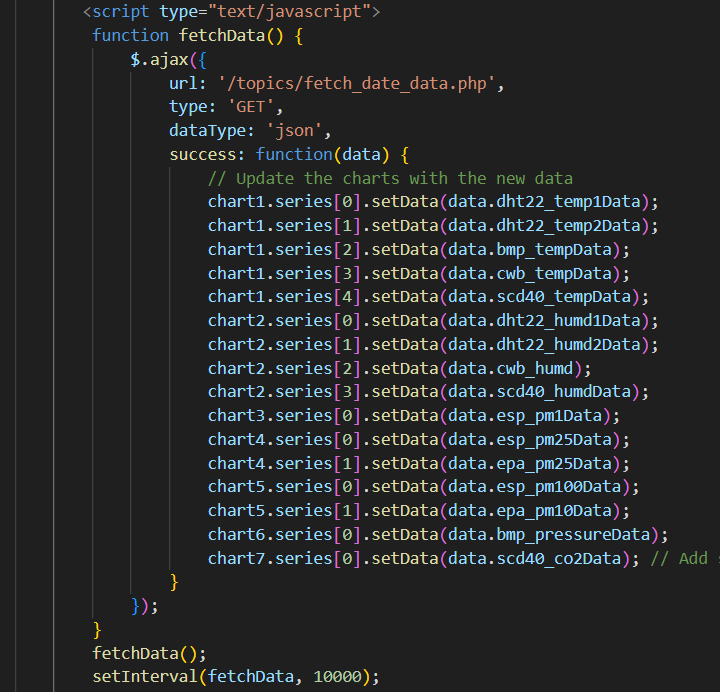 <script type="text/javascript">
function fetchData() {
$.ajax({
url: '/topics/fetch_date_data.php',
type: 'GET',
dataType: 'json',
success: function(data) {
// Update the charts with the new data
chart1.series[0].setData(data.dht22_temp1Data);
chart1.series[1].setData(data.dht22_temp2Data);
chart1.series[2].setData(data.bmp_tempData);
chart1.series[3].setData(data.cwb_tempData);
chart1.series[4].setData(data.scd40_tempData);
chart2.series[0].setData(data.dht22_humd1Data);
chart2.series[1].setData(data.dht22_humd2Data);
chart2.series[2].setData(data.cwb_humd);
chart2.series[3].setData(data.scd40_humdData);
chart3.series[0].setData(data.esp_pm1Data);
chart4.series[0].setData(data.esp_pm25Data);
chart4.series[1].setData(data.epa_pm25Data);
chart5.series[0].setData(data.esp_pm100Data);
chart5.series[1].setData(data.epa_pm10Data);
chart6.series[0].setData(data.bmp_pressureData);
chart7.series[0].setData(data.scd40_co2Data); // Add
}
});
}
fetchData();
setInterval(fetchData, 10000);